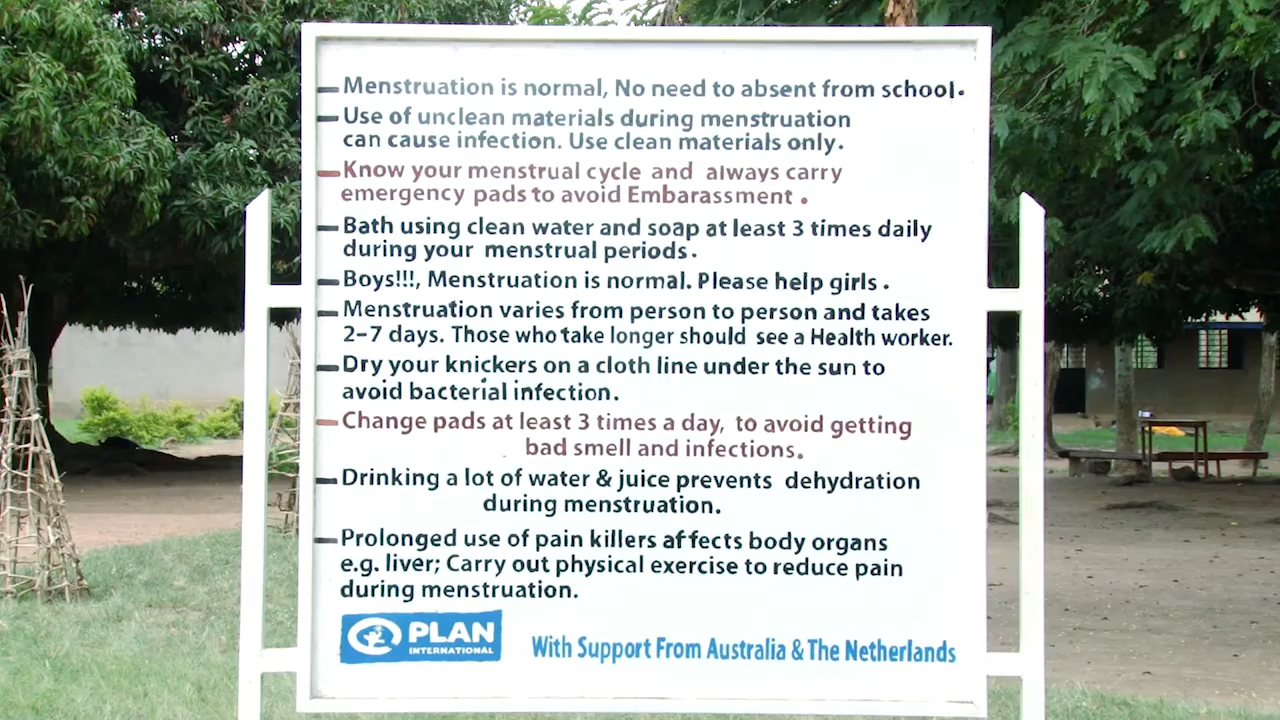 - Menstruation is normal, No need to absent from school.
- Use of unclean materials during menstruation
can cause infection. Use clean materials only.
- Know your menstrual cycle and always carry
emergency pads to avoid Embarassment .
- Bath using clean water and soap at least 3 times daily
during your menstrual periods.
- Boys!!!, Menstruation is normal. Please help girls .
- Menstruation varies from person to person and takes
2-7 days. Those who take longer should see a Health worker.
- Dry your knickers on a cloth line under the sun to
avoid bacterial infection.
- Change pads at least 3 times a day, to avoid getting
bad smell and infections.
- Drinking a lot of water & juice prevents dehydration
during menstruation.
- Prolonged use of pain killers affects body organs
e.g. liver; Carry out physical exercise to reduce pain
during menstruation.
PLAN
INTERNATIONAL
With Support From Australia & The Netherlands